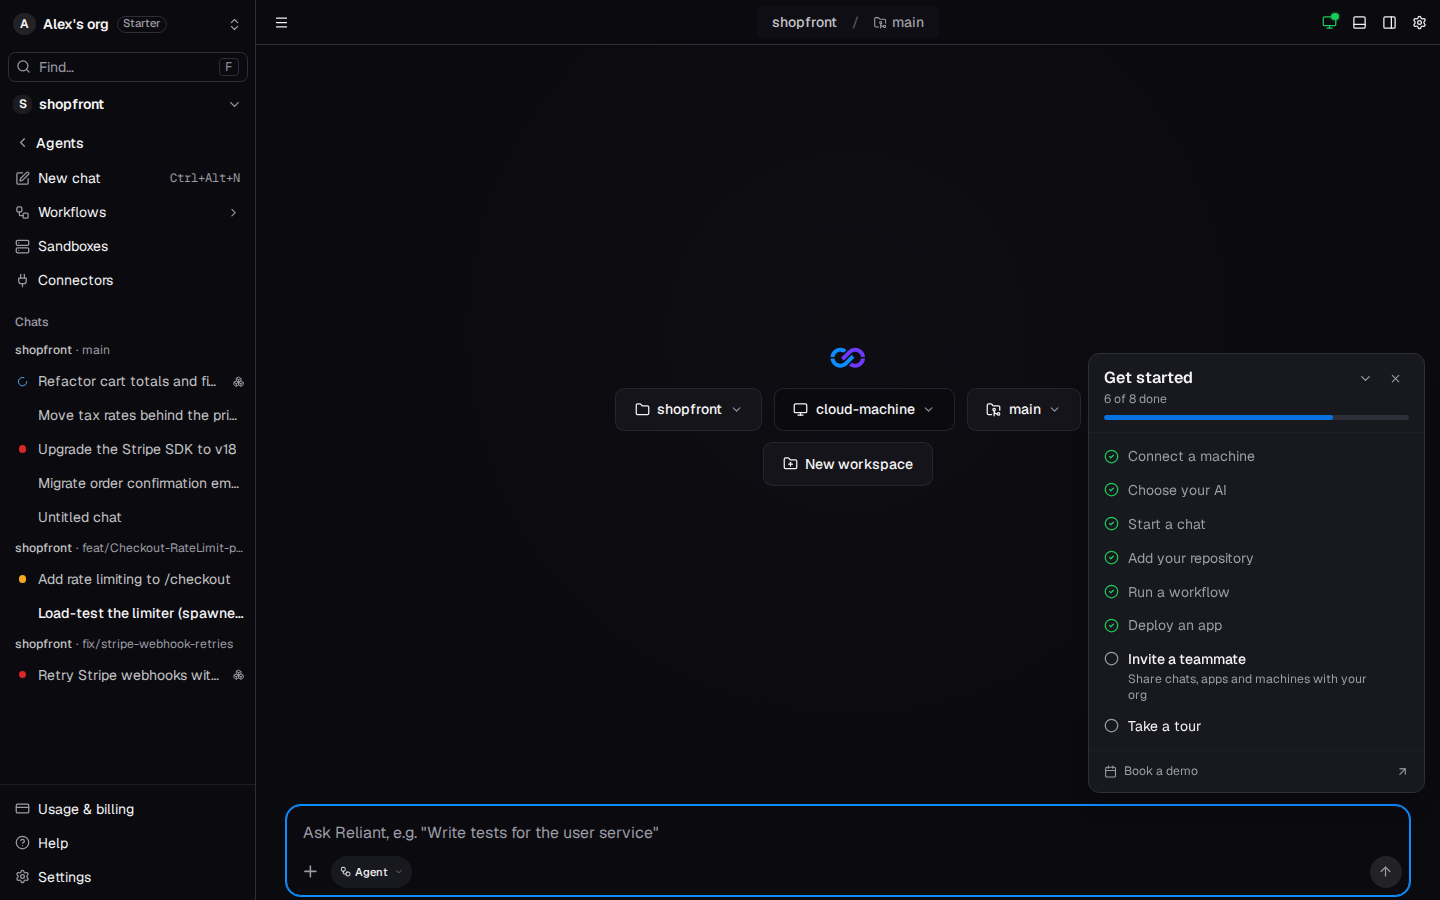 A Alex's org Starter
Find... F
S shopfront
Agents
New chat Ctrl+Alt+N
Workflows
Sandboxes
Connectors
Chats
shopfront · main
Refactor cart totals and fi...
Move tax rates behind the pri...
Upgrade the Stripe SDK to v18
Migrate order confirmation em...
Untitled chat
shopfront · feat/Checkout-RateLimit-p...
Add rate limiting to /checkout
Load-test the limiter (spawne...
shopfront · fix/stripe-webhook-retries
Retry Stripe webhooks wit...
Usage & billing
Help
Settings
shopfront / main
shopfront
cloud-machine
main
New workspace
Get started
6 of 8 done
Connect a machine
Choose your AI
Start a chat
Add your repository
Run a workflow
Deploy an app
Invite a teammate
Share chats, apps and machines with your
org
Take a tour
Book a demo
Ask Reliant, e.g. "Write tests for the user service"
Agent